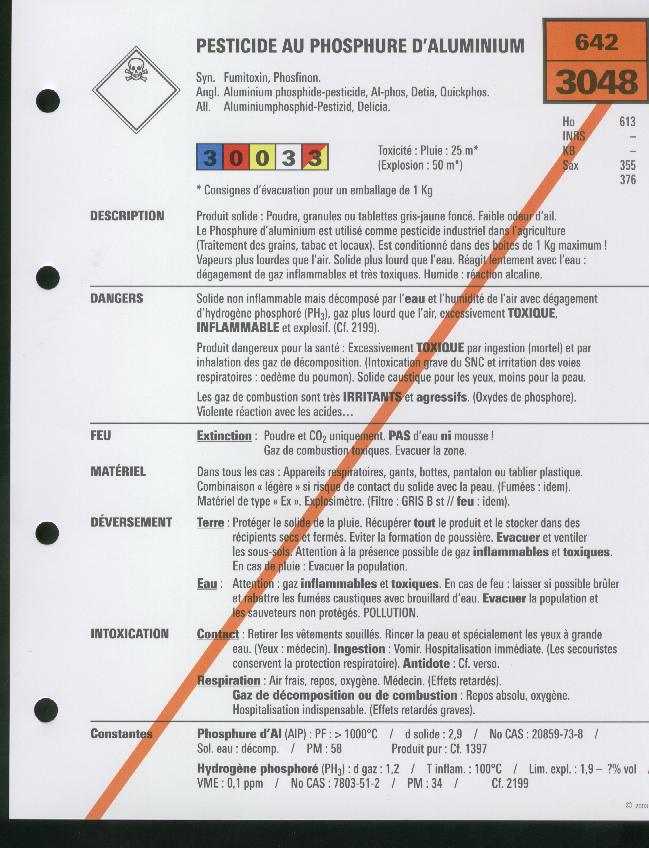 PESTICIDE AU PHOSPHURE D'ALUMINIUM
642
3048
Syn. Fumitoxin, Phosfinon.
Angl. Aluminium phosphide-pesticide, Al-phos, Detia, Quickphos.
All. Aluminiumphosphid-Pestizid, Delicia.
Ho 613
INRS –
KB –
Sax 355
376
3 0 0 3 3
Toxicité : Pluie : 25 m*
(Explosion : 50 m*)
* Consignes d'évacuation pour un emballage de 1 Kg
DESCRIPTION
Produit solide : Poudre, granules ou tablettes gris-jaune foncé. Faible odeur d'ail.
Le Phosphure d'aluminium est utilisé comme pesticide industriel dans l'agriculture
(Traitement des grains, tabac et locaux). Est conditionné dans des boîtes de 1 Kg maximum !
Vapeurs plus lourdes que l'air. Solide plus lourd que l'eau. Réagit lentement avec l'eau :
dégagement de gaz inflammables et très toxiques. Humide : réaction alcaline.
DANGERS
Solide non inflammable mais décomposé par l'eau et l'humidité de l'air avec dégagement
d'hydrogène phosphoré (PH3), gaz plus lourd que l'air, excessivement TOXIQUE,
INFLAMMABLE et explosif. (Cf. 2199).
Produit dangereux pour la santé : Excessivement TOXIQUE par ingestion (mortel) et par
inhalation des gaz de décomposition. (Intoxication grave du SNC et irritation des voies
respiratoires : oedème du poumon). Solide caustique pour les yeux, moins pour la peau.
Les gaz de combustion sont très IRRITANTS et agressifs. (Oxydes de phosphore).
Violente réaction avec les acides...
FEU
Extinction : Poudre et CO2 uniquement. PAS d'eau ni mousse !
Gaz de combustion toxiques. Evacuer la zone.
MATÉRIEL
Dans tous les cas : Appareils respiratoires, gants, bottes, pantalon ou tablier plastique.
Combinaison « légère » si risque de contact du solide avec la peau. (Fumées : idem).
Matériel de type « Ex ». Explosimètre. (Filtre : GRIS B st // feu : idem).
DÉVERSEMENT
Terre : Protéger le solide de la pluie. Récupérer tout le produit et le stocker dans des
récipients secs et fermés. Eviter la formation de poussière. Evacuer et ventiler
les sous-sols. Attention à la présence possible de gaz inflammables et toxiques.
En cas de pluie : Evacuer la population.
Eau : Attention : gaz inflammables et toxiques. En cas de feu : laisser si possible brûler
et rabattre les fumées caustiques avec brouillard d'eau. Evacuer la population et
les sauveteurs non protégés. POLLUTION.
INTOXICATION
Contact : Retirer les vêtements souillés. Rincer la peau et spécialement les yeux à grande
eau. (Yeux : médecin). Ingestion : Vomir. Hospitalisation immédiate. (Les secouristes
conservent la protection respiratoire). Antidote : Cf. verso.
Respiration : Air frais, repos, oxygène. Médecin. (Effets retardés).
Gaz de décomposition ou de combustion : Repos absolu, oxygène.
Hospitalisation indispensable. (Effets retardés graves).
Constantes
Phosphure d'Al (AlP) : PF : > 1000°C / d solide : 2,9 / No CAS : 20859-73-8 /
Sol. eau : décomp. / PM : 58 Produit pur : Cf. 1397
Hydrogène phosphoré (PH3) : d gaz : 1,2 / T inflam. : 100°C / Lim. expl. : 1,9 – ?% vol /
VME : 0,1 ppm / No CAS : 7803-51-2 / PM : 34 / Cf. 2199